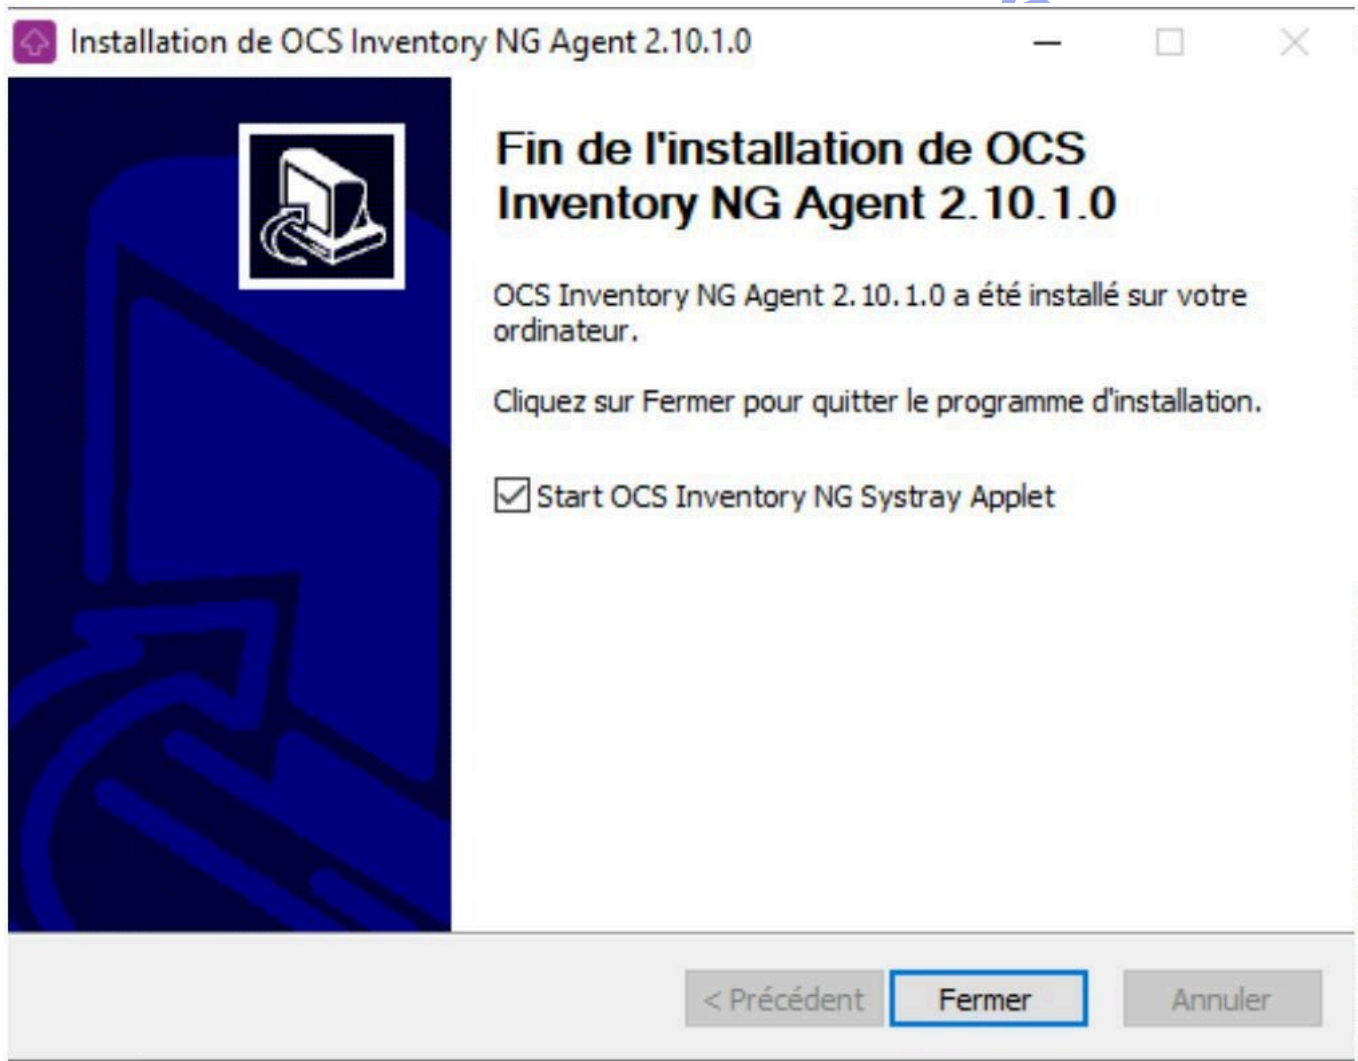 Installation de OCS Inventory NG Agent 2.10.1.0
Fin de l'installation de OCS
Inventory NG Agent 2.10.1.0
OCS Inventory NG Agent 2.10.1.0 a été installé sur votre
ordinateur.
Cliquez sur Fermer pour quitter le programme d'installation.
Start OCS Inventory NG Systray Applet
< Précédent
Fermer
Annuler